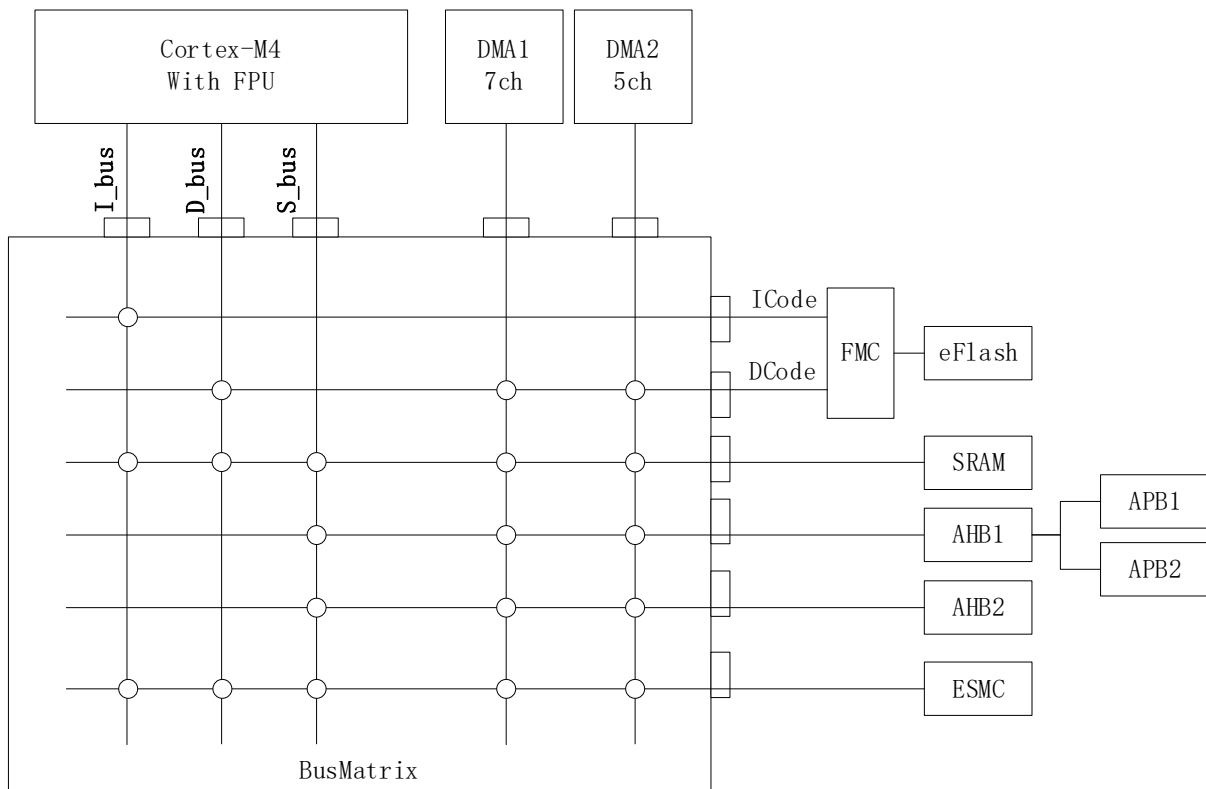 Cortex-M4
With FPU
DMA1
7ch
DMA2
5ch
I_bus
D_bus
S_bus
ICode
DCode
FMC
eFlash
SRAM
AHB1
APB1
APB2
AHB2
ESMC
BusMatrix